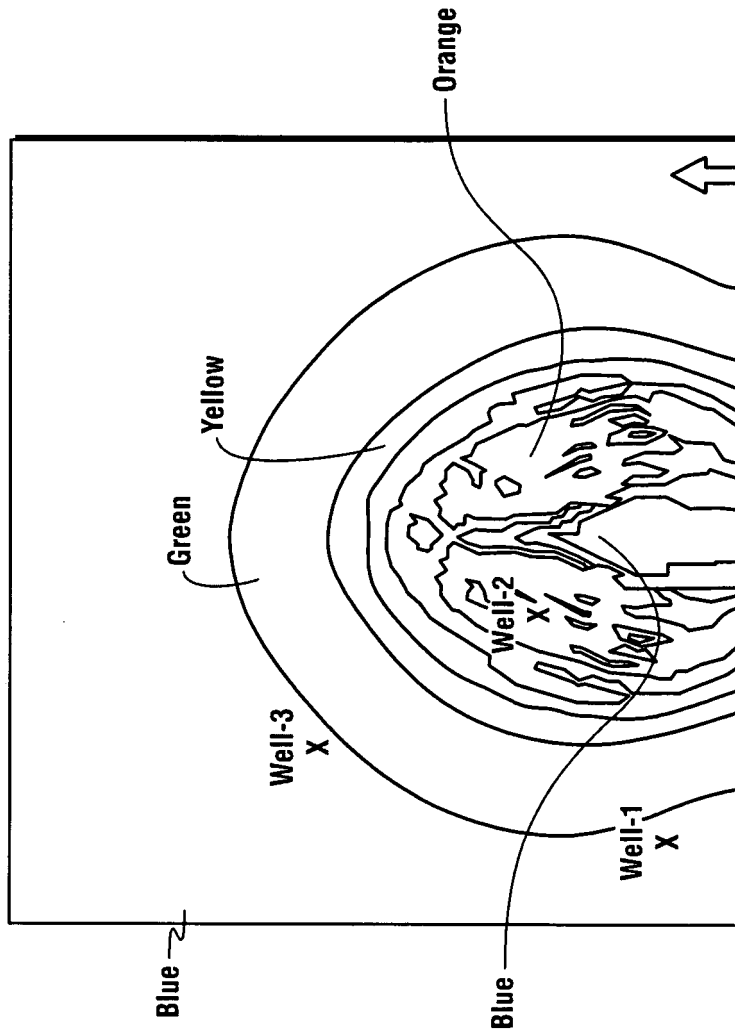 Blue
Blue
Green
Yellow
Orange
Well-3
X
Well-2
X
Well-1
X